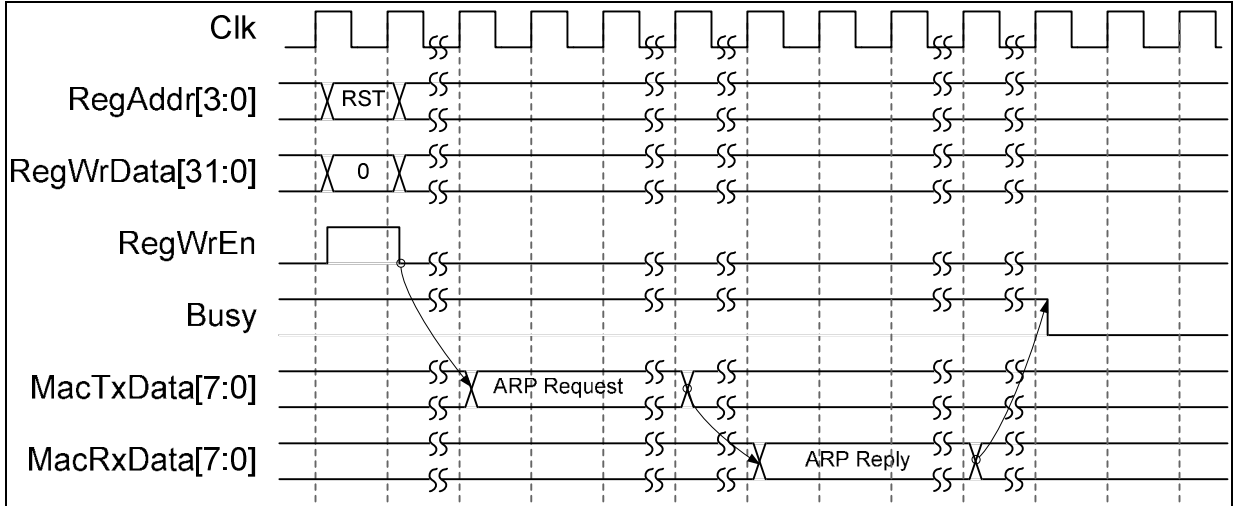 Clk
RegAddr[3:0] RST
RegWrData[31:0] 0
RegWrEn
Busy
MacTxData[7:0] ARP Request
MacRxData[7:0] ARP Reply